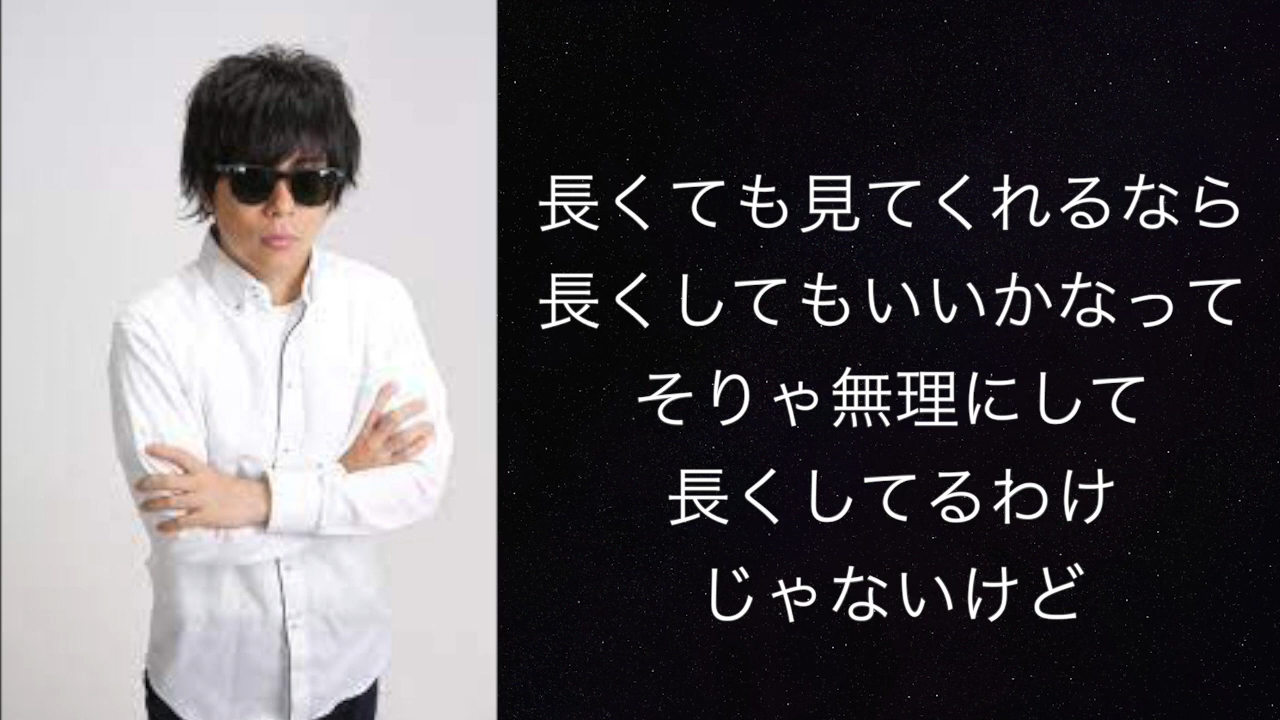 長くても見てくれるなら
長くしてもいいかなって
そりゃ無理にして
長くしてるわけ
じゃないけど